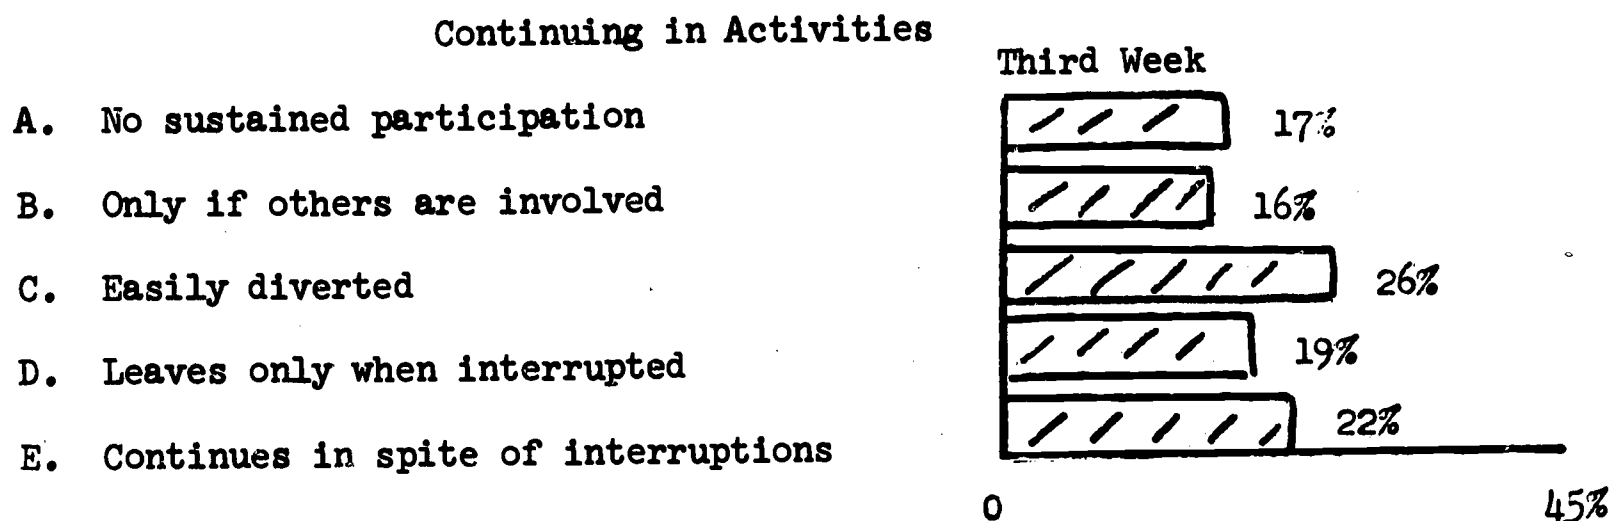 Continuing in Activities
Third Week
A. No sustained participation 17%
B. Only if others are involved 16%
C. Easily diverted 26%
D. Leaves only when interrupted 19%
E. Continues in spite of interruptions 22%
0 45%